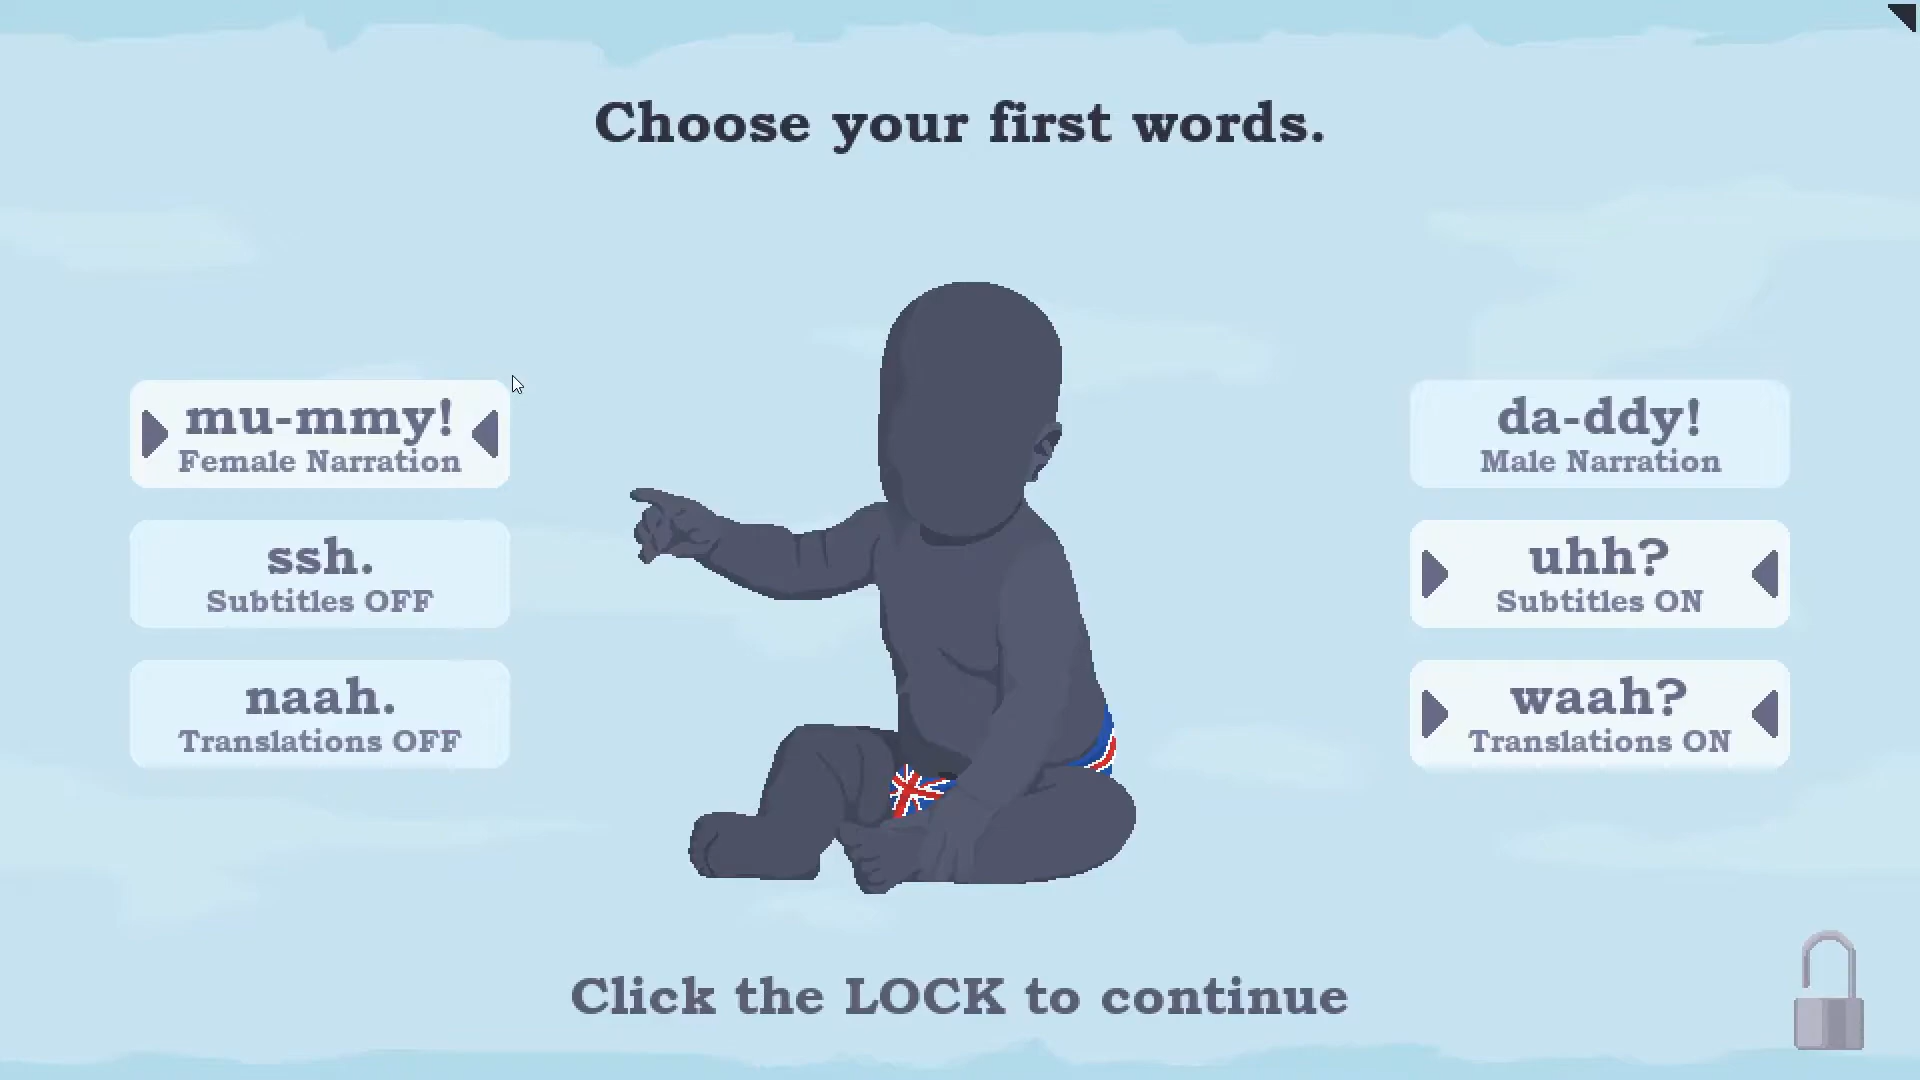 Choose your first words.
mu-mmy!
Female Narration
ssh.
Subtitles OFF
naah.
Translations OFF
da-ddy!
Male Narration
uhh?
Subtitles ON
waah?
Translations ON
Click the LOCK to continue